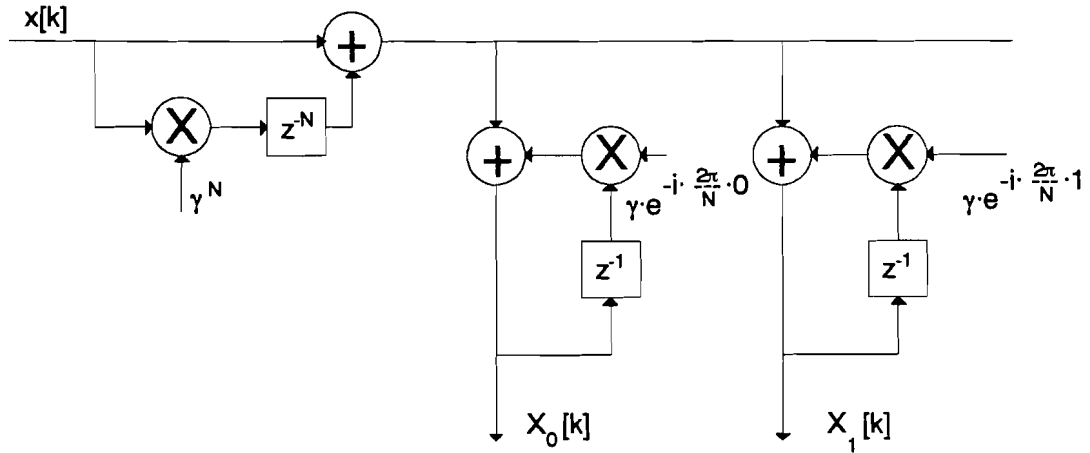 x[k]
+
X
z^-N
γ^N
+
X
γ·e^-i·2π/N·0
z^-1
X_0[k]
+
X
γ·e^-i·2π/N·1
z^-1
X_1[k]